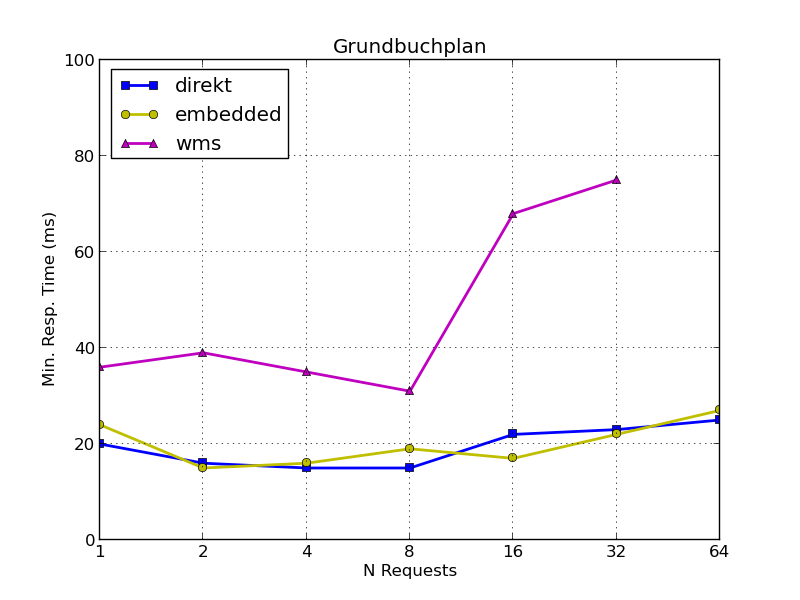 Grundbuchplan
direkt
embedded
wms
Min. Resp. Time (ms)
100
80
60
40
20
0
1 2 4 8 16 32 64
N Requests